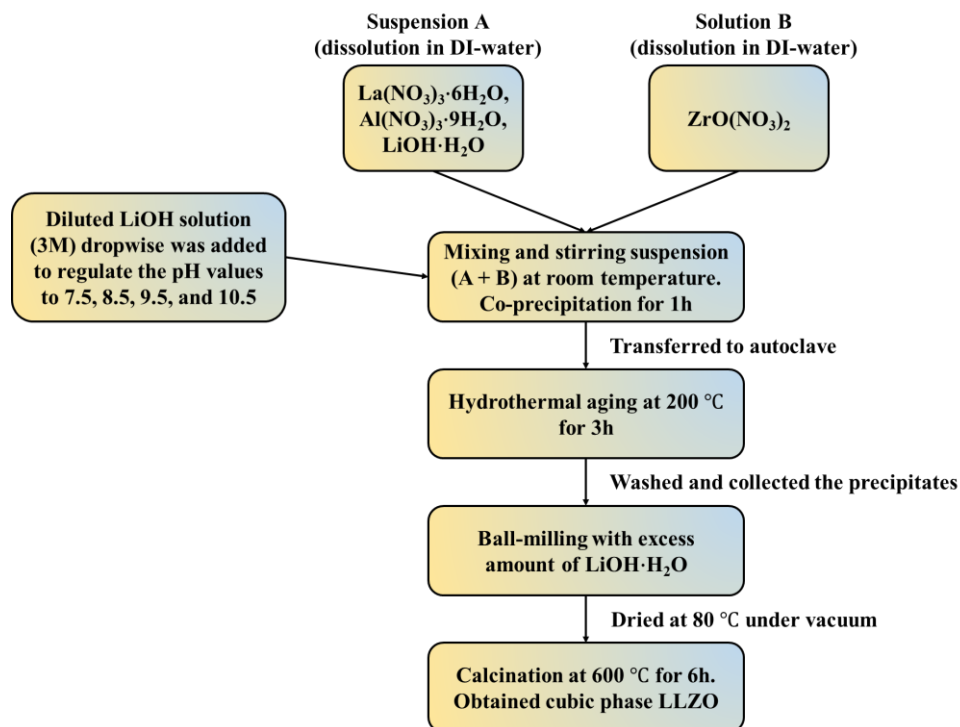 Suspension A
(dissolution in DI-water)
Solution B
(dissolution in DI-water)
La(NO₃)₃·6H₂O,
Al(NO₃)₃·9H₂O,
LiOH·H₂O
ZrO(NO₃)₂
Diluted LiOH solution
(3M) dropwise was added
to regulate the pH values
to 7.5, 8.5, 9.5, and 10.5
Mixing and stirring suspension
(A + B) at room temperature.
Co-precipitation for 1h
Transferred to autoclave
Hydrothermal aging at 200 ℃
for 3h
Washed and collected the precipitates
Ball-milling with excess
amount of LiOH·H₂O
Dried at 80 ℃ under vacuum
Calcination at 600 ℃ for 6h.
Obtained cubic phase LLZO